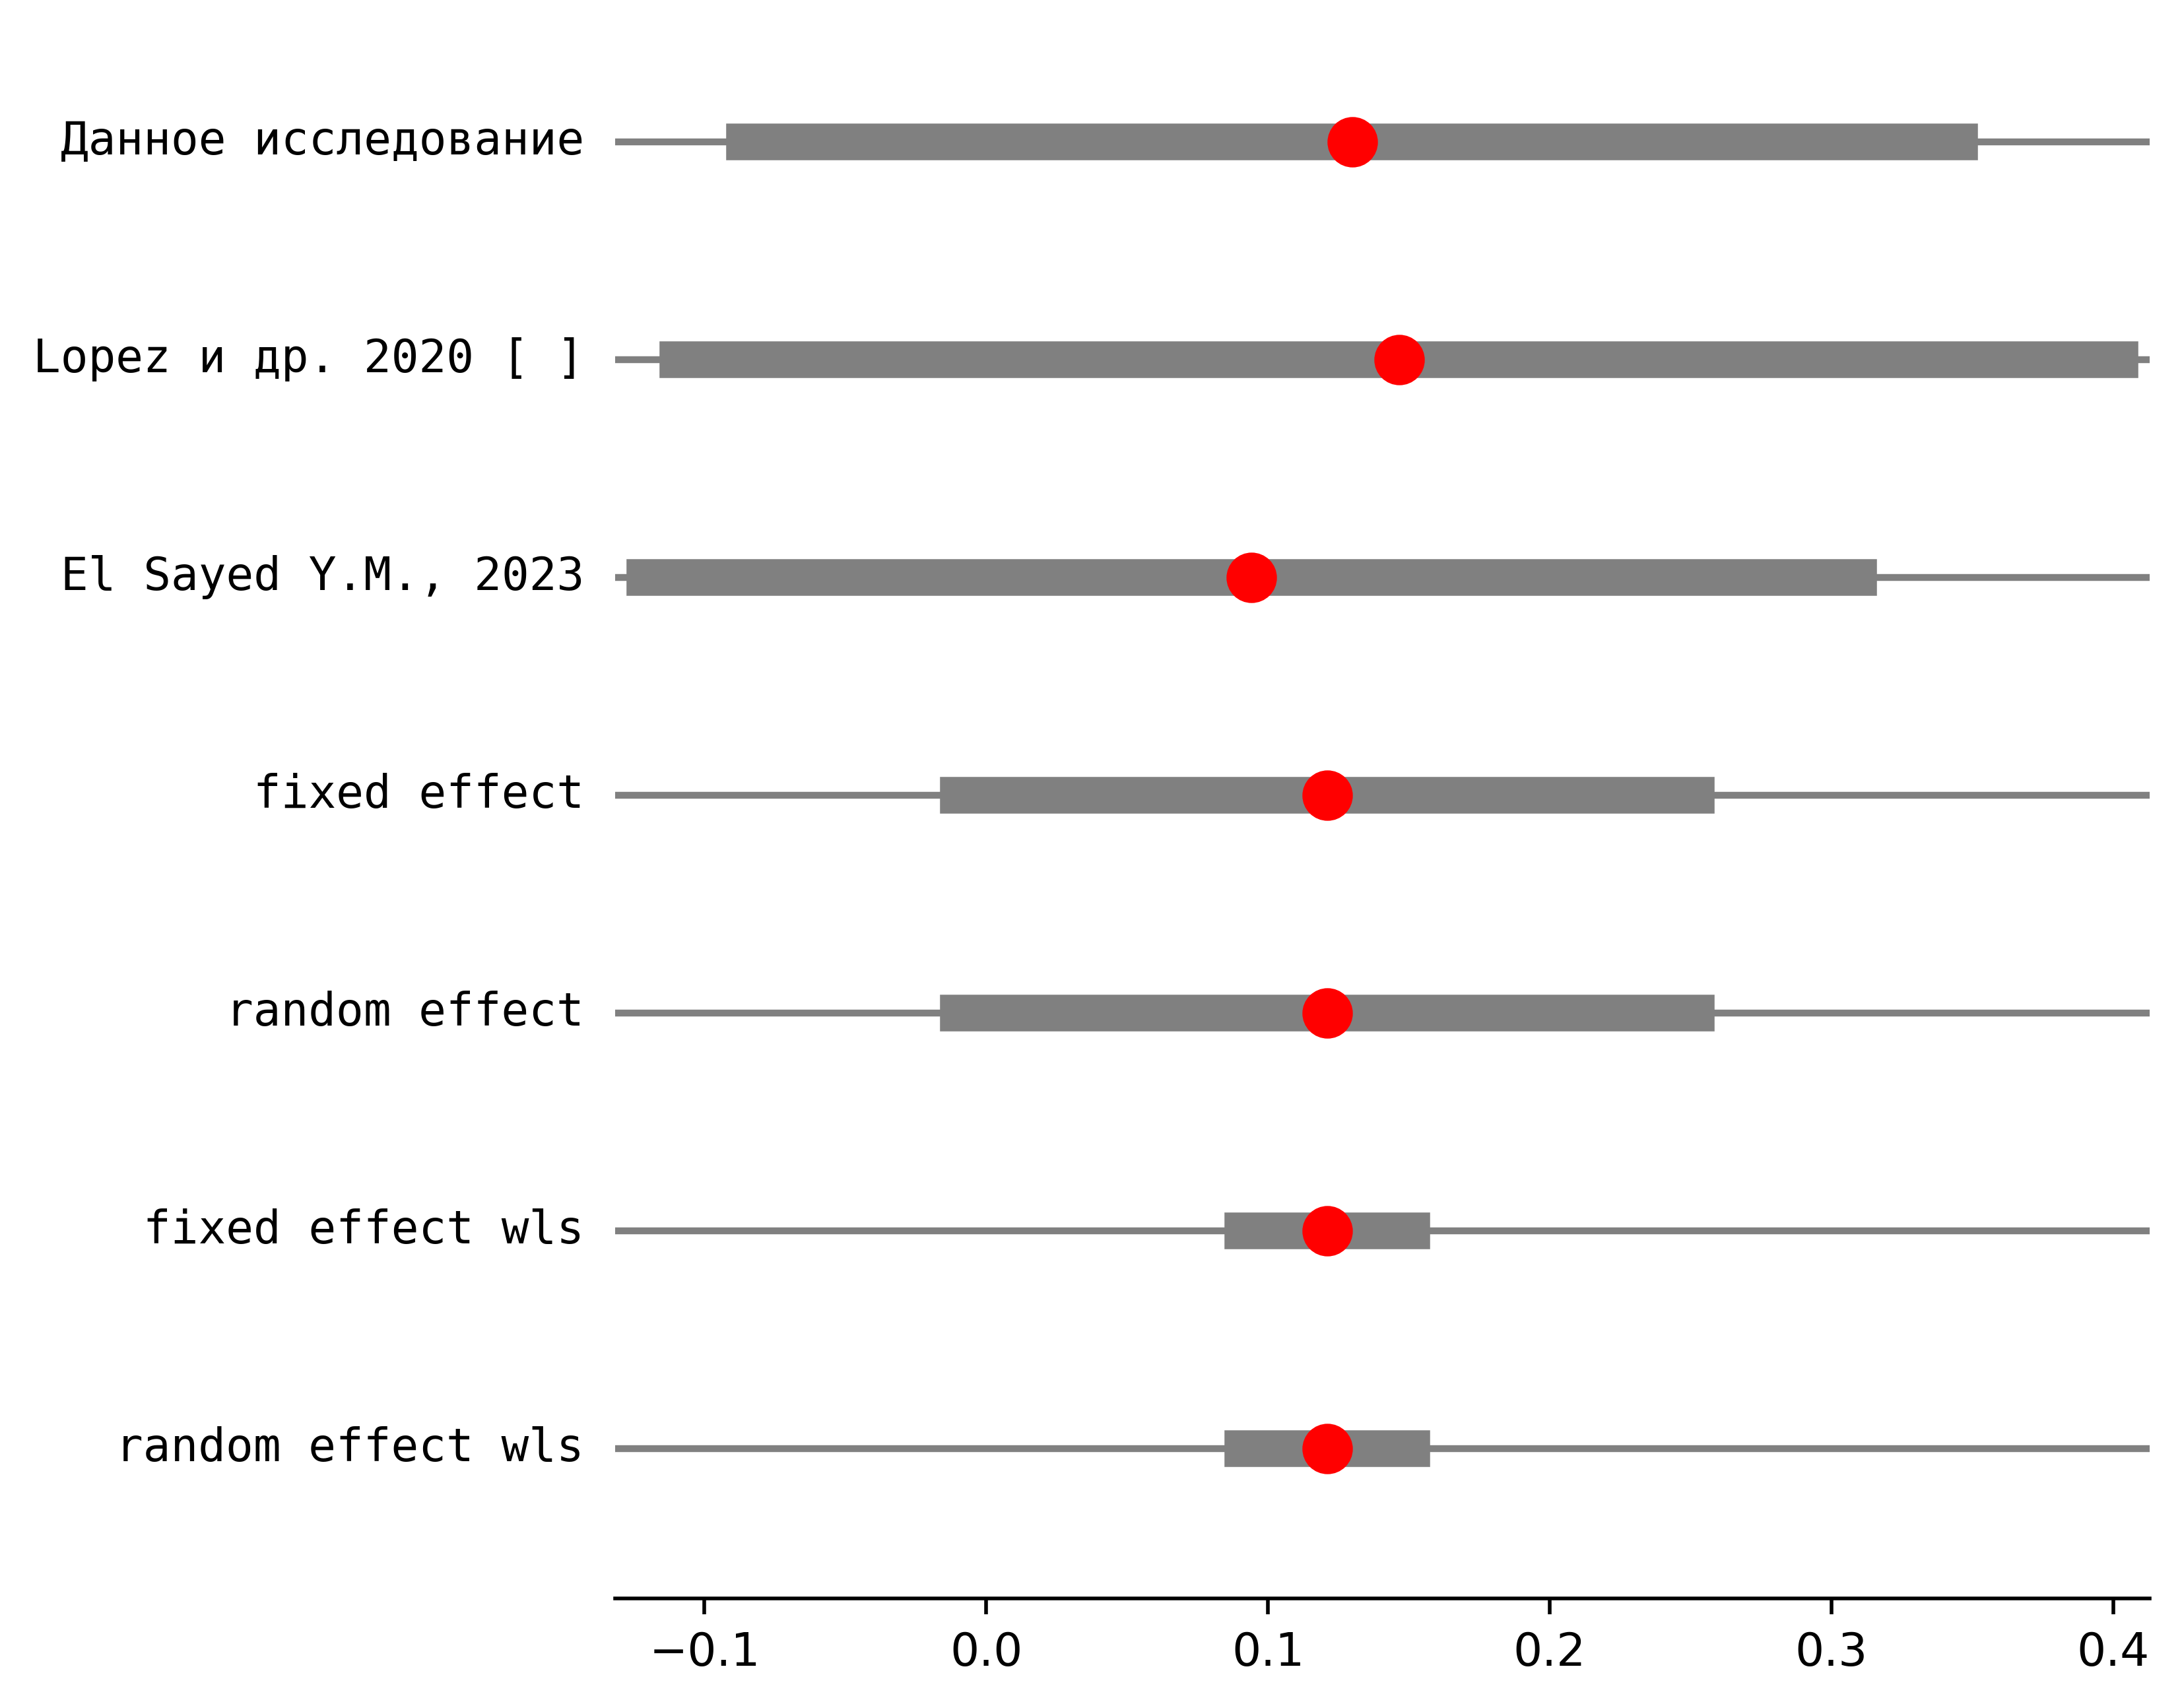 Данное исследование
Lopez и др. 2020 [ ]
El Sayed Y.M., 2023
fixed effect
random effect
fixed effect wls
random effect wls
−0.1 0.0 0.1 0.2 0.3 0.4